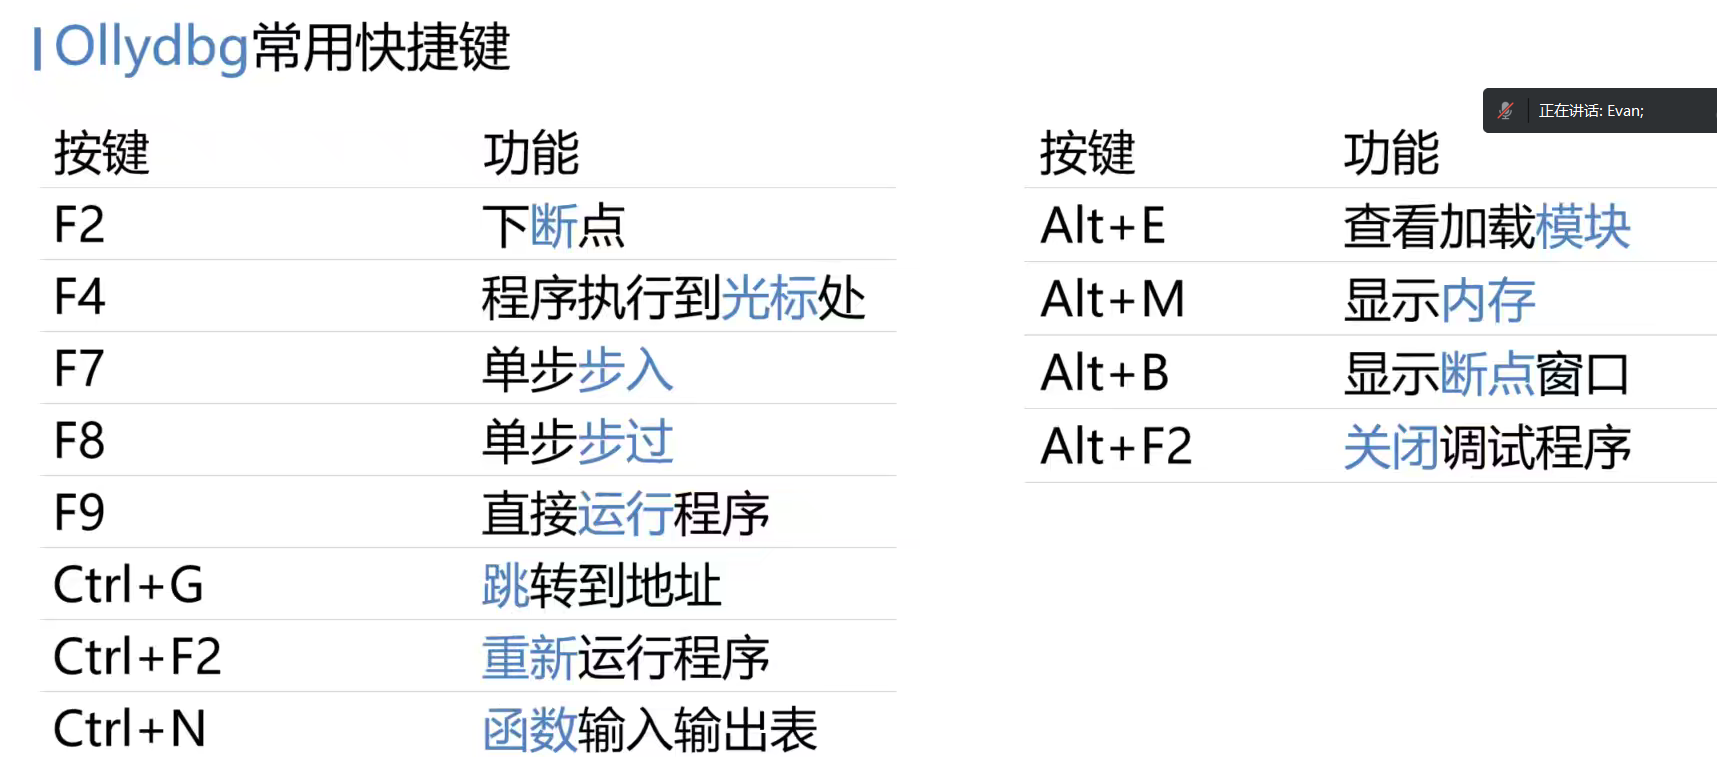 Ollydbg常用快捷键
正在讲话: Evan;
按键 功能
F2 下断点
F4 程序执行到光标处
F7 单步步入
F8 单步步过
F9 直接运行程序
Ctrl+G 跳转到地址
Ctrl+F2 重新运行程序
Ctrl+N 函数输入输出表
按键 功能
Alt+E 查看加载模块
Alt+M 显示内存
Alt+B 显示断点窗口
Alt+F2 关闭调试程序